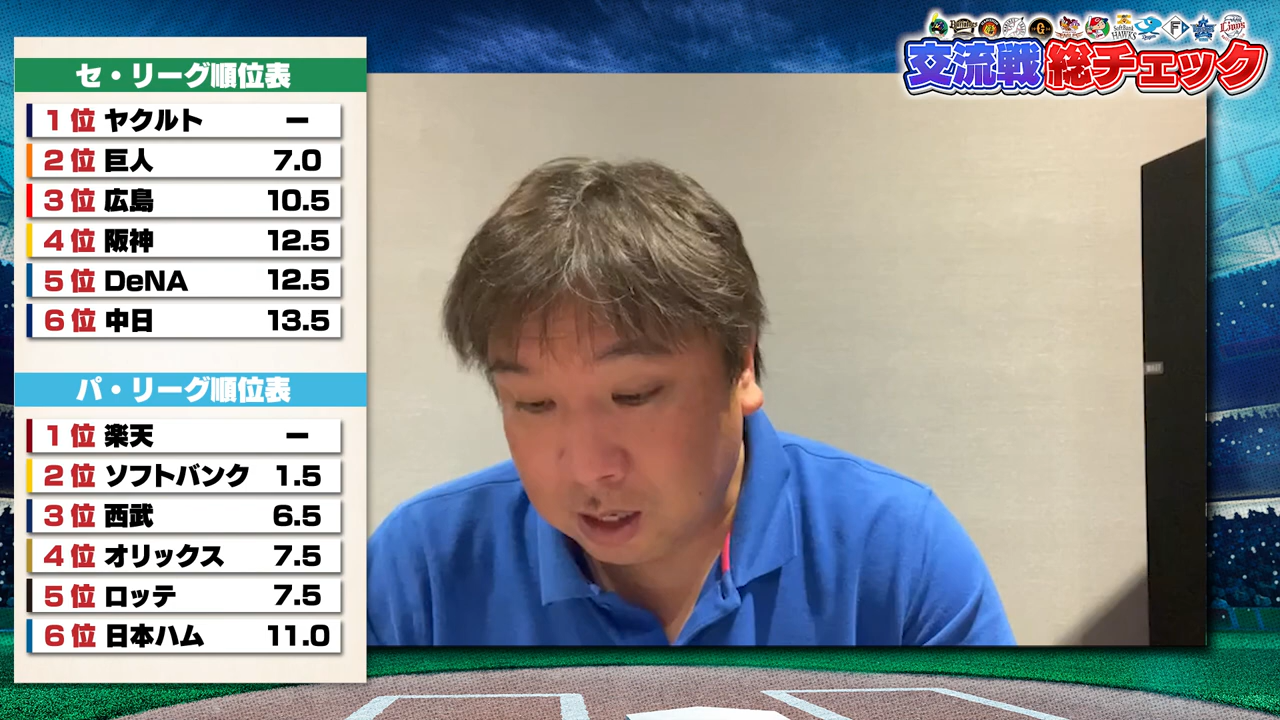 交流戦総チェック
セ・リーグ順位表
1位 ヤクルト ー
2位 巨人 7.0
3位 広島 10.5
4位 阪神 12.5
5位 DeNA 12.5
6位 中日 13.5
パ・リーグ順位表
1位 楽天 ー
2位 ソフトバンク 1.5
3位 西武 6.5
4位 オリックス 7.5
5位 ロッテ 7.5
6位 日本ハム 11.0